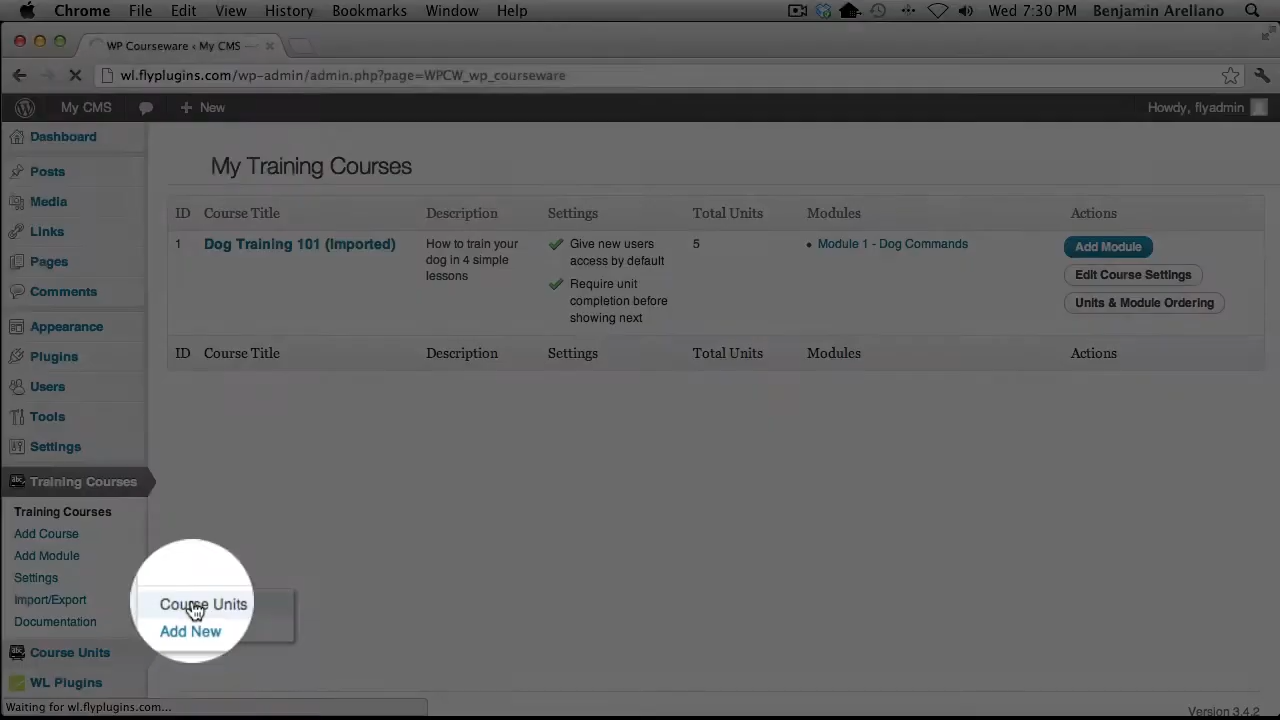 Chrome File Edit View History Bookmarks Window Help Wed 7:30 PM Benjamin Arellano
WP Courseware ‹ My CMS —
wl.flyplugins.com/wp-admin/admin.php?page=WPCW_wp_courseware
My CMS + New Howdy, flyadmin
Dashboard
Posts
Media
Links
Pages
Comments
Appearance
Plugins
Users
Tools
Settings
Training Courses
Training Courses
Add Course
Add Module
Settings
Import/Export
Documentation
Course Units
WL Plugins
Course Units
Add New
My Training Courses
ID Course Title Description Settings Total Units Modules Actions
1 Dog Training 101 (Imported)
How to train your
dog in 4 simple
lessons
Give new users
access by default
Require unit
completion before
showing next
5
• Module 1 - Dog Commands
Add Module
Edit Course Settings
Units & Module Ordering
ID Course Title Description Settings Total Units Modules Actions
Waiting for wl.flyplugins.com...
Version 3.4.2